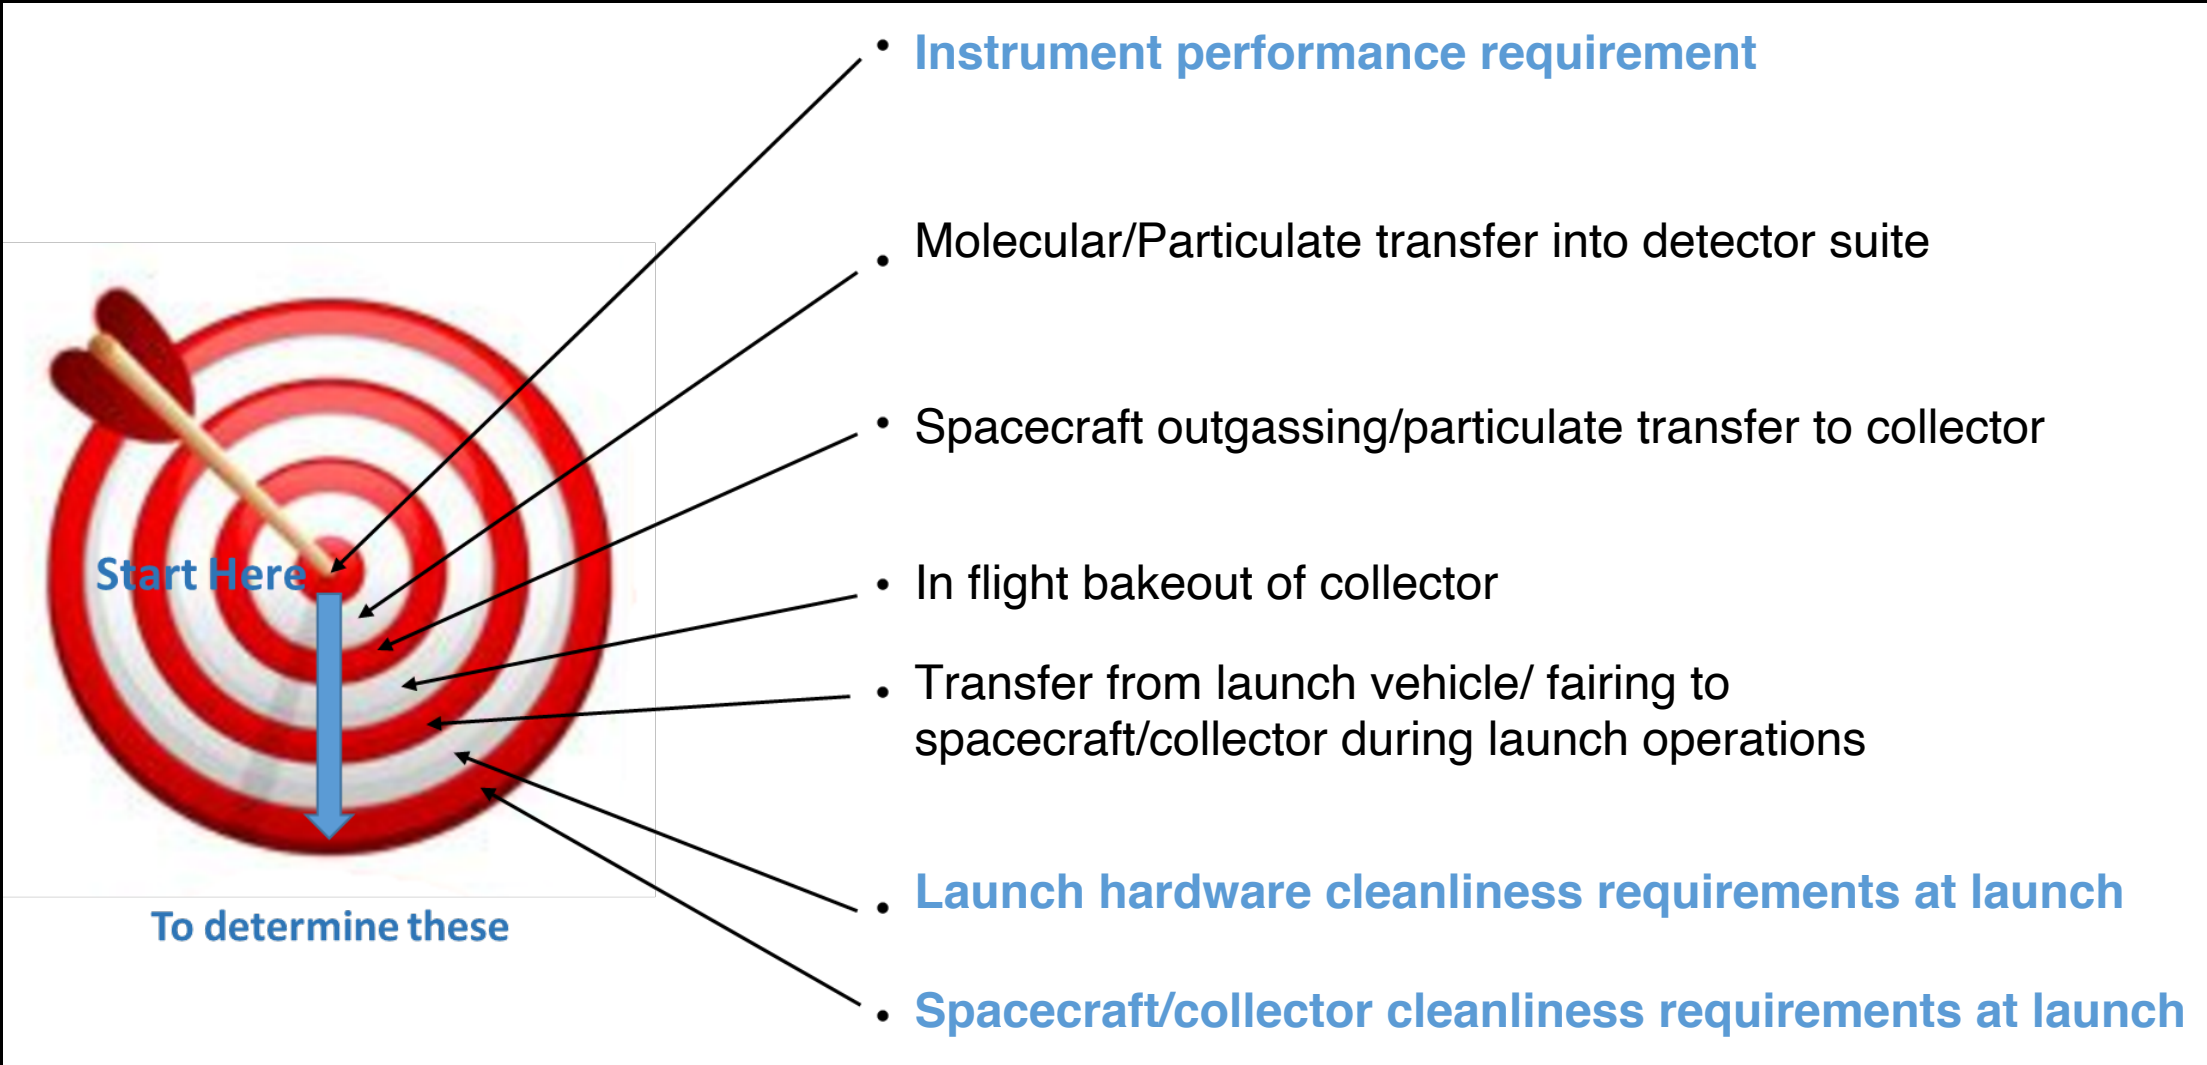 • Instrument performance requirement
• Molecular/Particulate transfer into detector suite
• Spacecraft outgassing/particulate transfer to collector
Start Here
• In flight bakeout of collector
• Transfer from launch vehicle/ fairing to
spacecraft/collector during launch operations
• Launch hardware cleanliness requirements at launch
To determine these
• Spacecraft/collector cleanliness requirements at launch